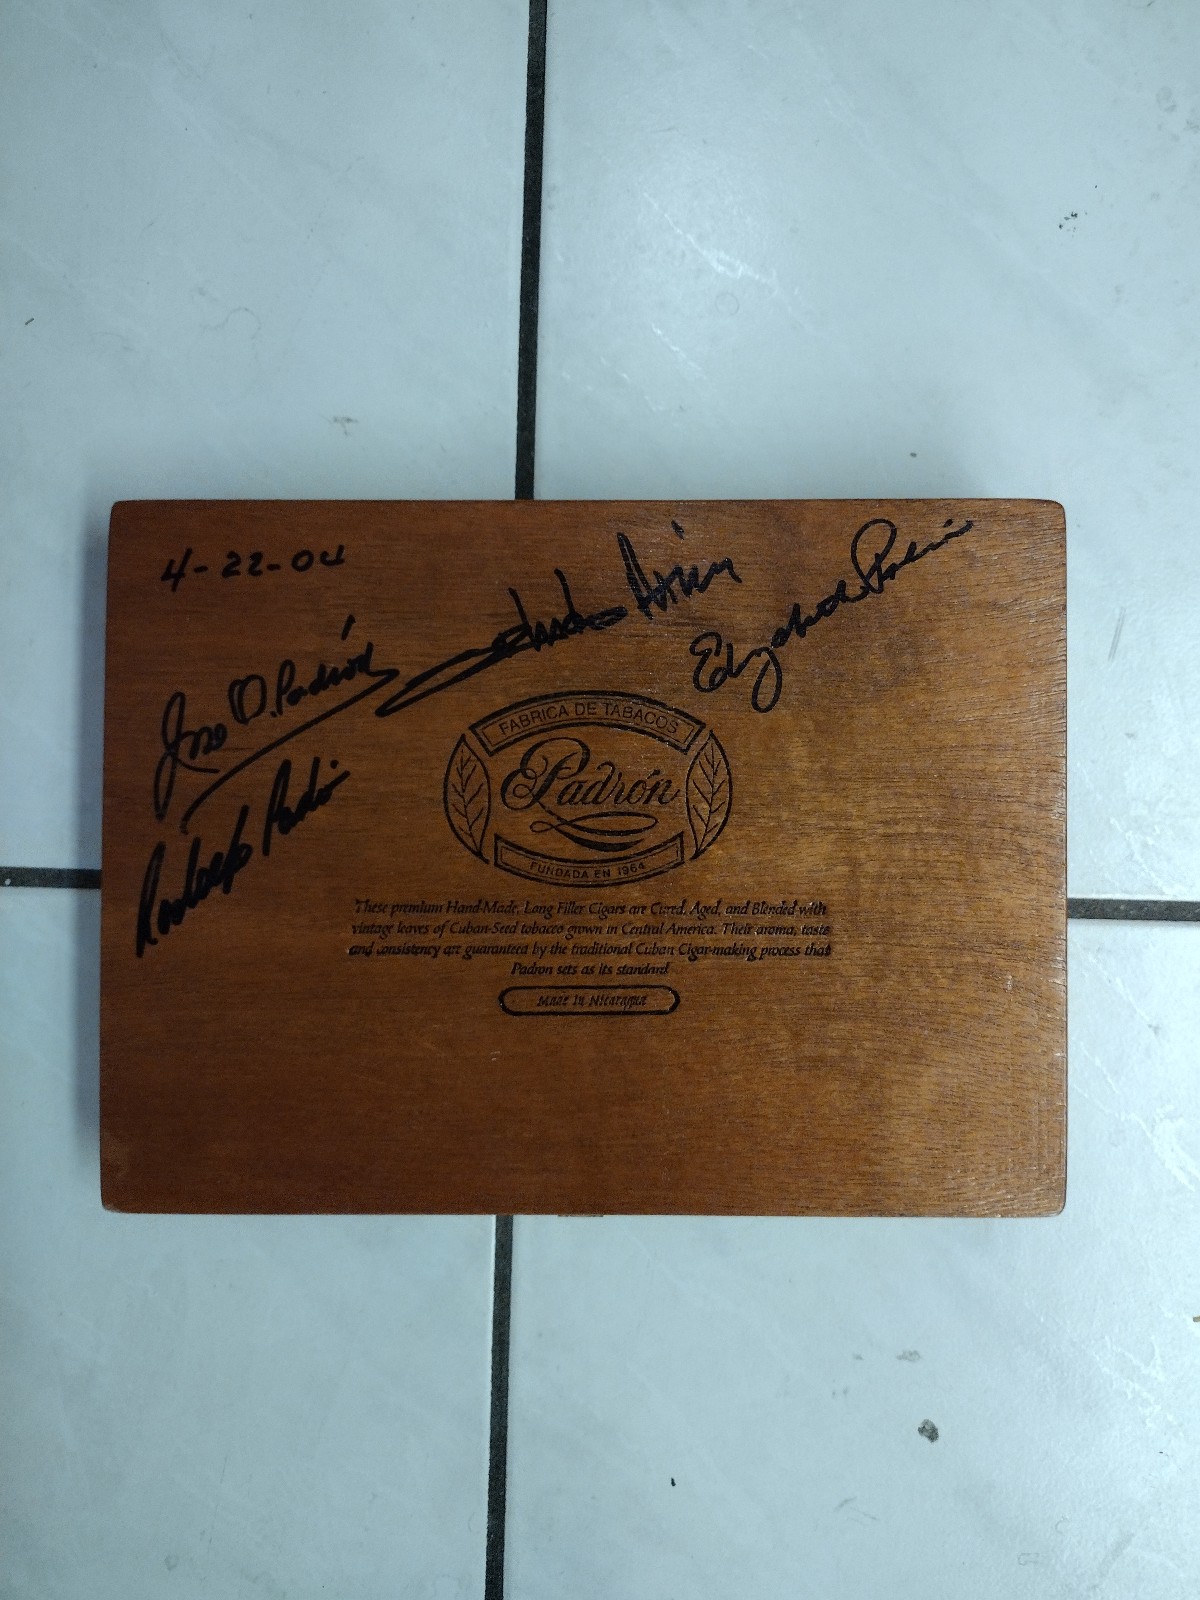 4-22-04
Jose O. Padrón
Rodolfo Padrón
Elizabeth Padrón
FABRICA DE TABACOS
Padrón
FUNDADA EN 1964
These premium Hand-Made, Long Filler Cigars are Cured, Aged, and Blended with
vintage leaves of Cuban-Seed tobacco grown in Central America. Their aroma, taste
and consistency are guaranteed by the traditional Cuban Cigar-making process that
Padron sets as its standard
Made In Nicaragua